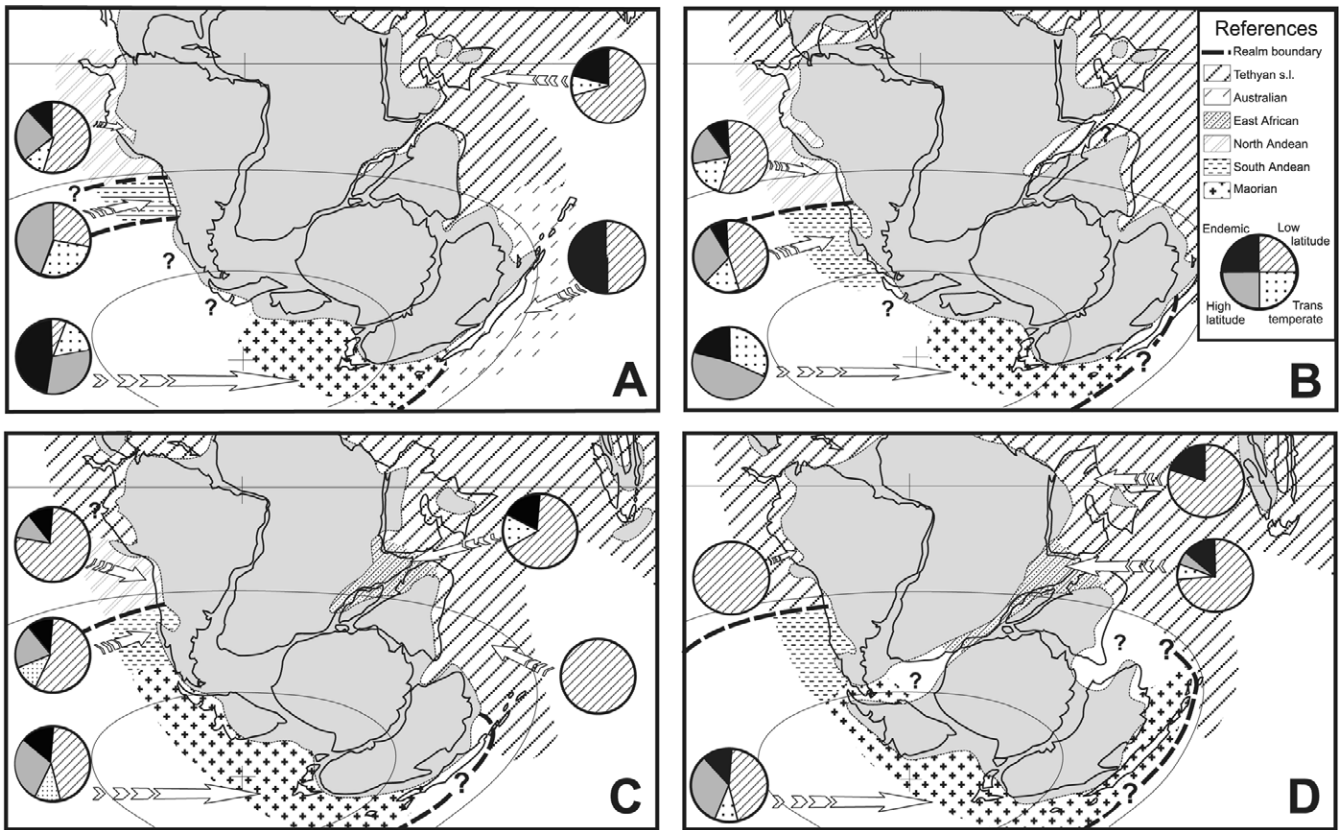 ?
?
?
A
References
Realm boundary
Tethyan s.l.
Australian
East African
North Andean
South Andean
Maorian
Endemic
Low
latitude
High
latitude
Trans
temperate
?
?
?
B
?
?
C
?
?
?
?
D